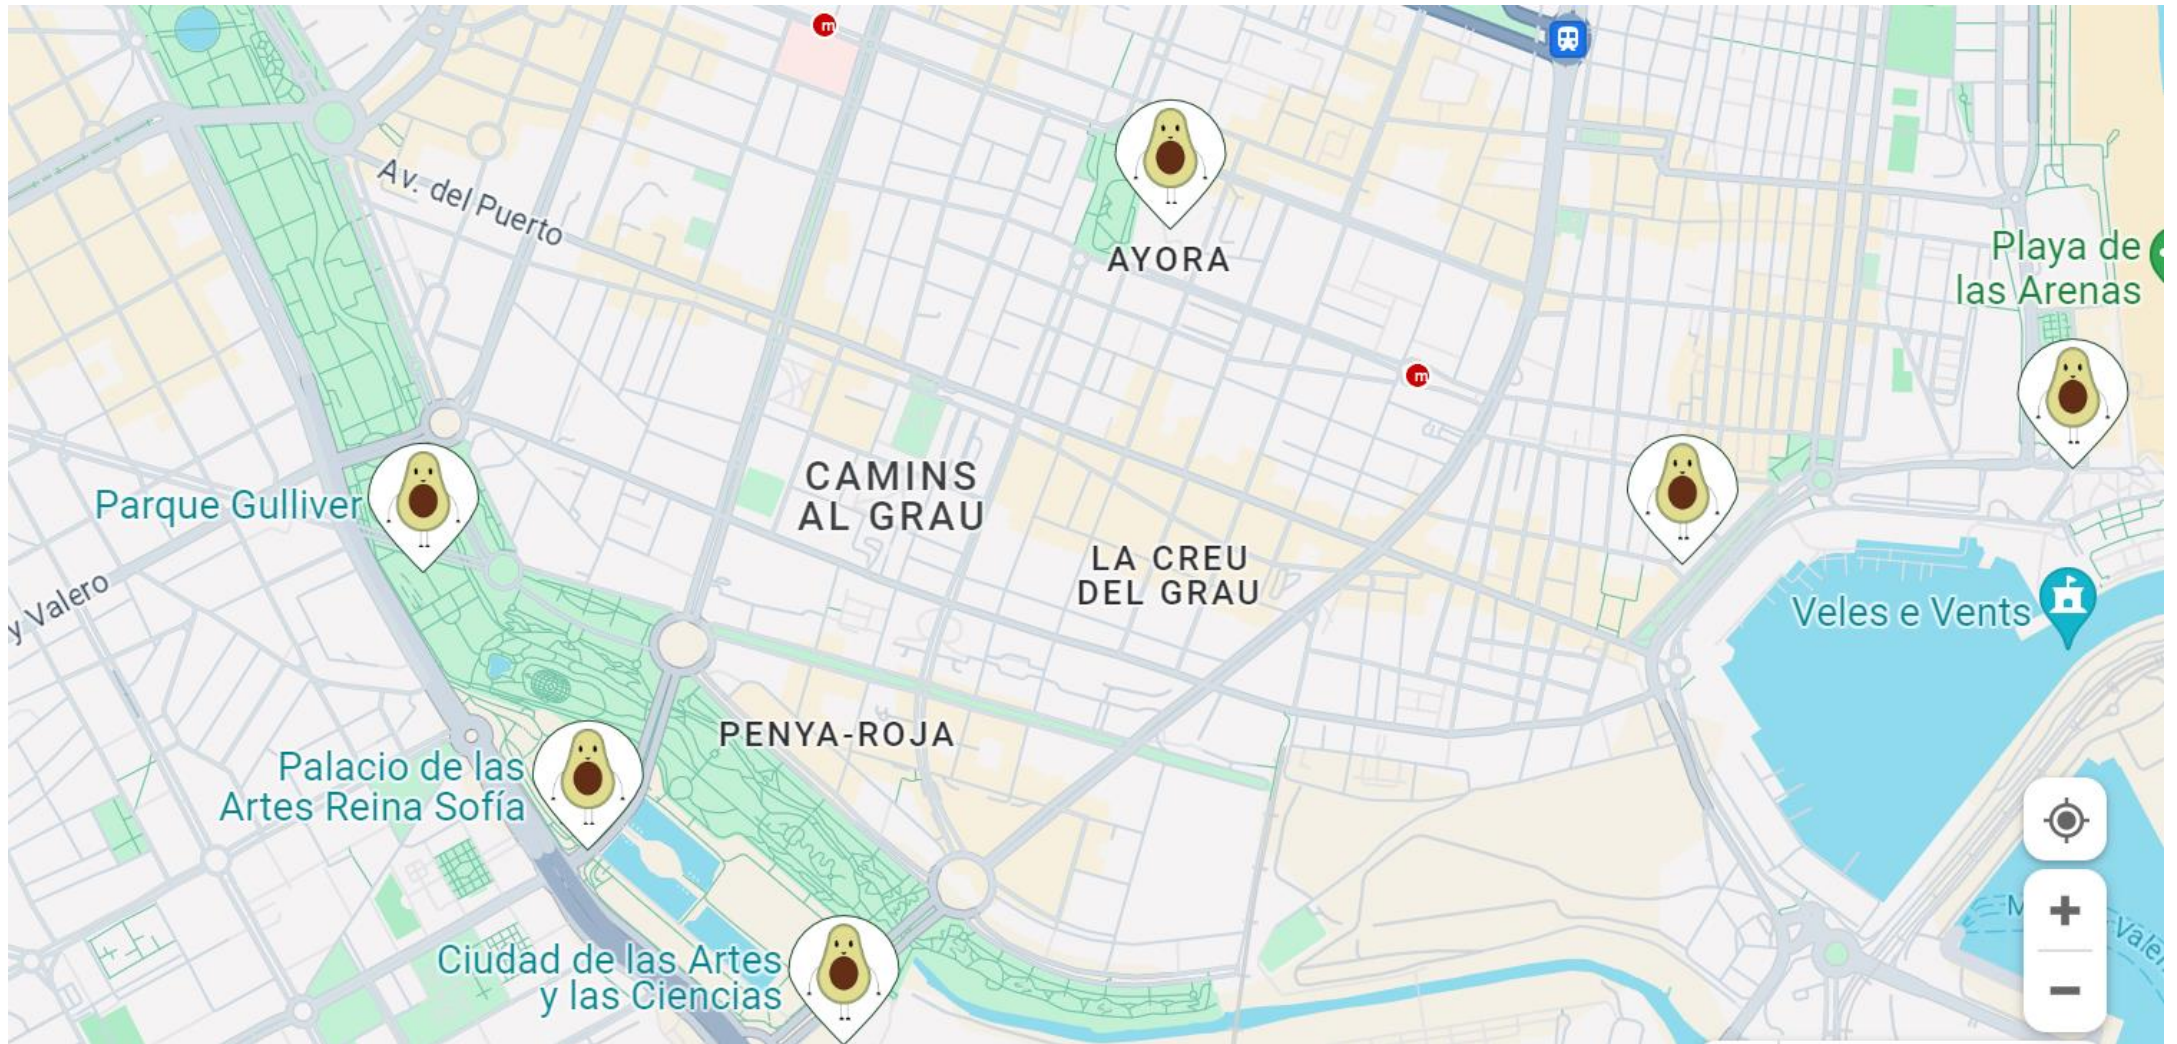 m
Av. del Puerto
AYORA
Playa de
las Arenas
m
CAMINS
AL GRAU
Parque Gulliver
LA CREU
DEL GRAU
y Valero
Veles e Vents
PENYA-ROJA
Palacio de las
Artes Reina Sofía
Ciudad de las Artes
y las Ciencias